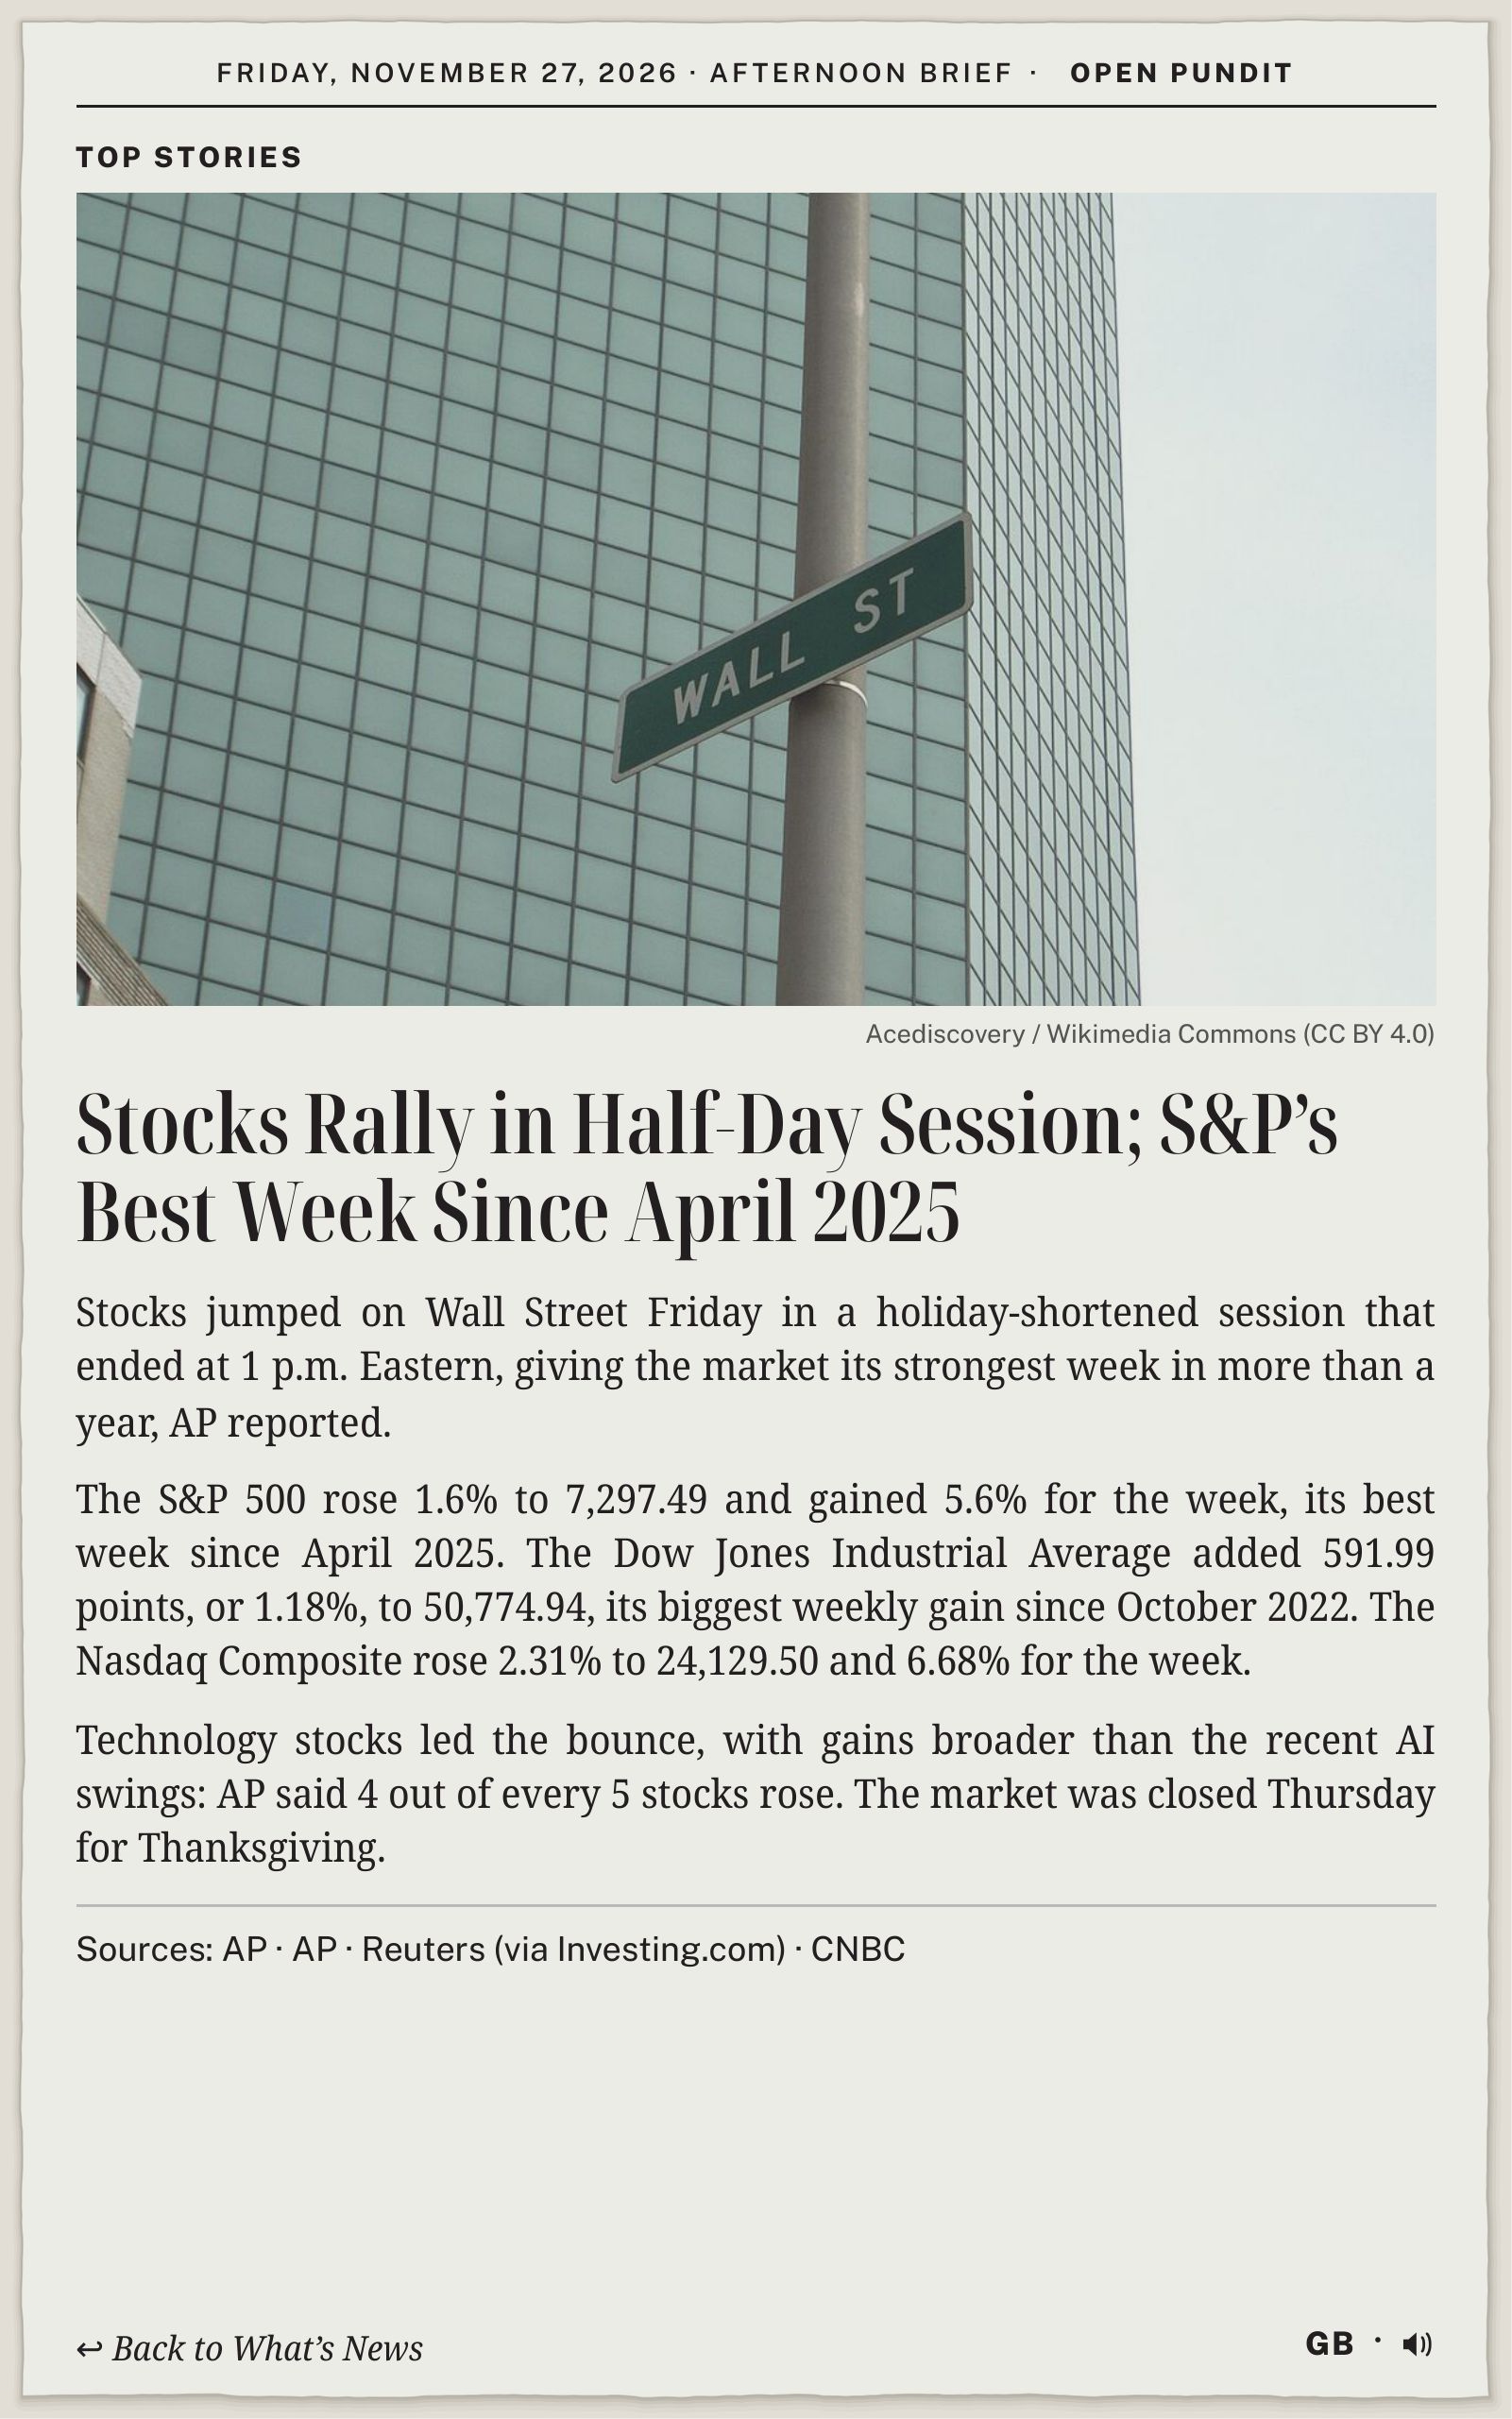 FRIDAY, NOVEMBER 27, 2026 · AFTERNOON BRIEF · OPEN PUNDIT
TOP STORIES
WALL ST
Acediscovery / Wikimedia Commons (CC BY 4.0)
Stocks Rally in Half-Day Session; S&P’s
Best Week Since April 2025
Stocks jumped on Wall Street Friday in a holiday-shortened session that
ended at 1 p.m. Eastern, giving the market its strongest week in more than a
year, AP reported.
The S&P 500 rose 1.6% to 7,297.49 and gained 5.6% for the week, its best
week since April 2025. The Dow Jones Industrial Average added 591.99
points, or 1.18%, to 50,774.94, its biggest weekly gain since October 2022. The
Nasdaq Composite rose 2.31% to 24,129.50 and 6.68% for the week.
Technology stocks led the bounce, with gains broader than the recent AI
swings: AP said 4 out of every 5 stocks rose. The market was closed Thursday
for Thanksgiving.
Sources: AP · AP · Reuters (via Investing.com) · CNBC
↩ Back to What’s News
GB ·